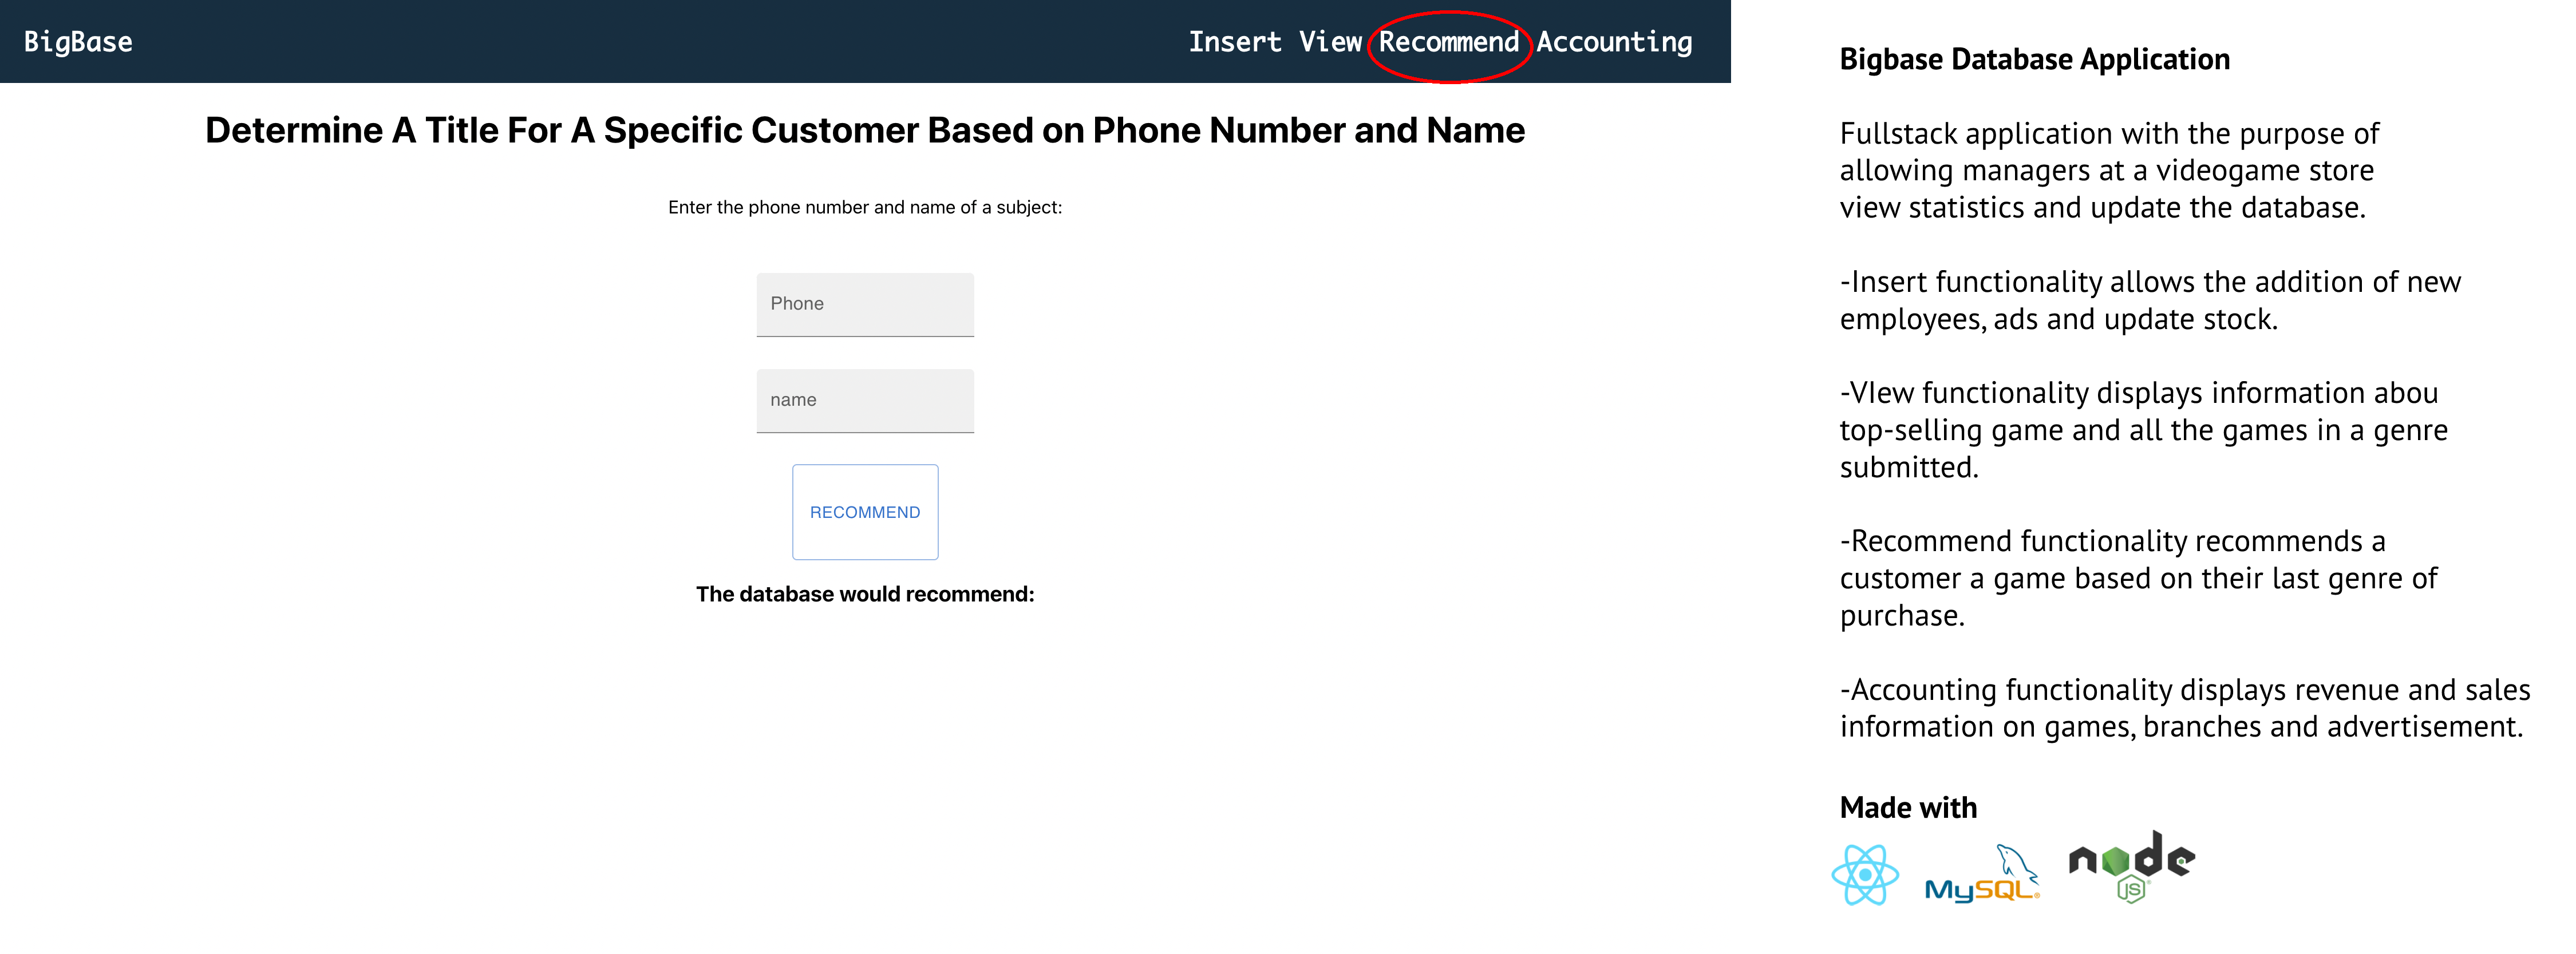 BigBase
Insert View Recommend Accounting
Determine A Title For A Specific Customer Based on Phone Number and Name
Enter the phone number and name of a subject:
Phone
name
RECOMMEND
The database would recommend:
Bigbase Database Application
Fullstack application with the purpose of
allowing managers at a videogame store
view statistics and update the database.
-Insert functionality allows the addition of new
employees, ads and update stock.
-VIew functionality displays information abou
top-selling game and all the games in a genre
submitted.
-Recommend functionality recommends a
customer a game based on their last genre of
purchase.
-Accounting functionality displays revenue and sales
information on games, branches and advertisement.
Made with
MySQL®
node
JS®